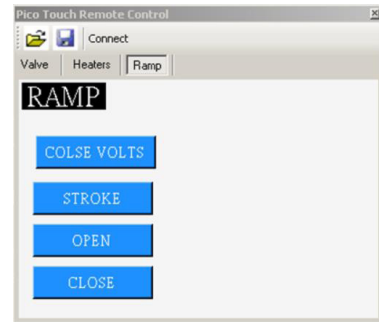 Pico Touch Remote Control
Connect
Valve Heaters Ramp
RAMP
COLSE VOLTS
STROKE
OPEN
CLOSE